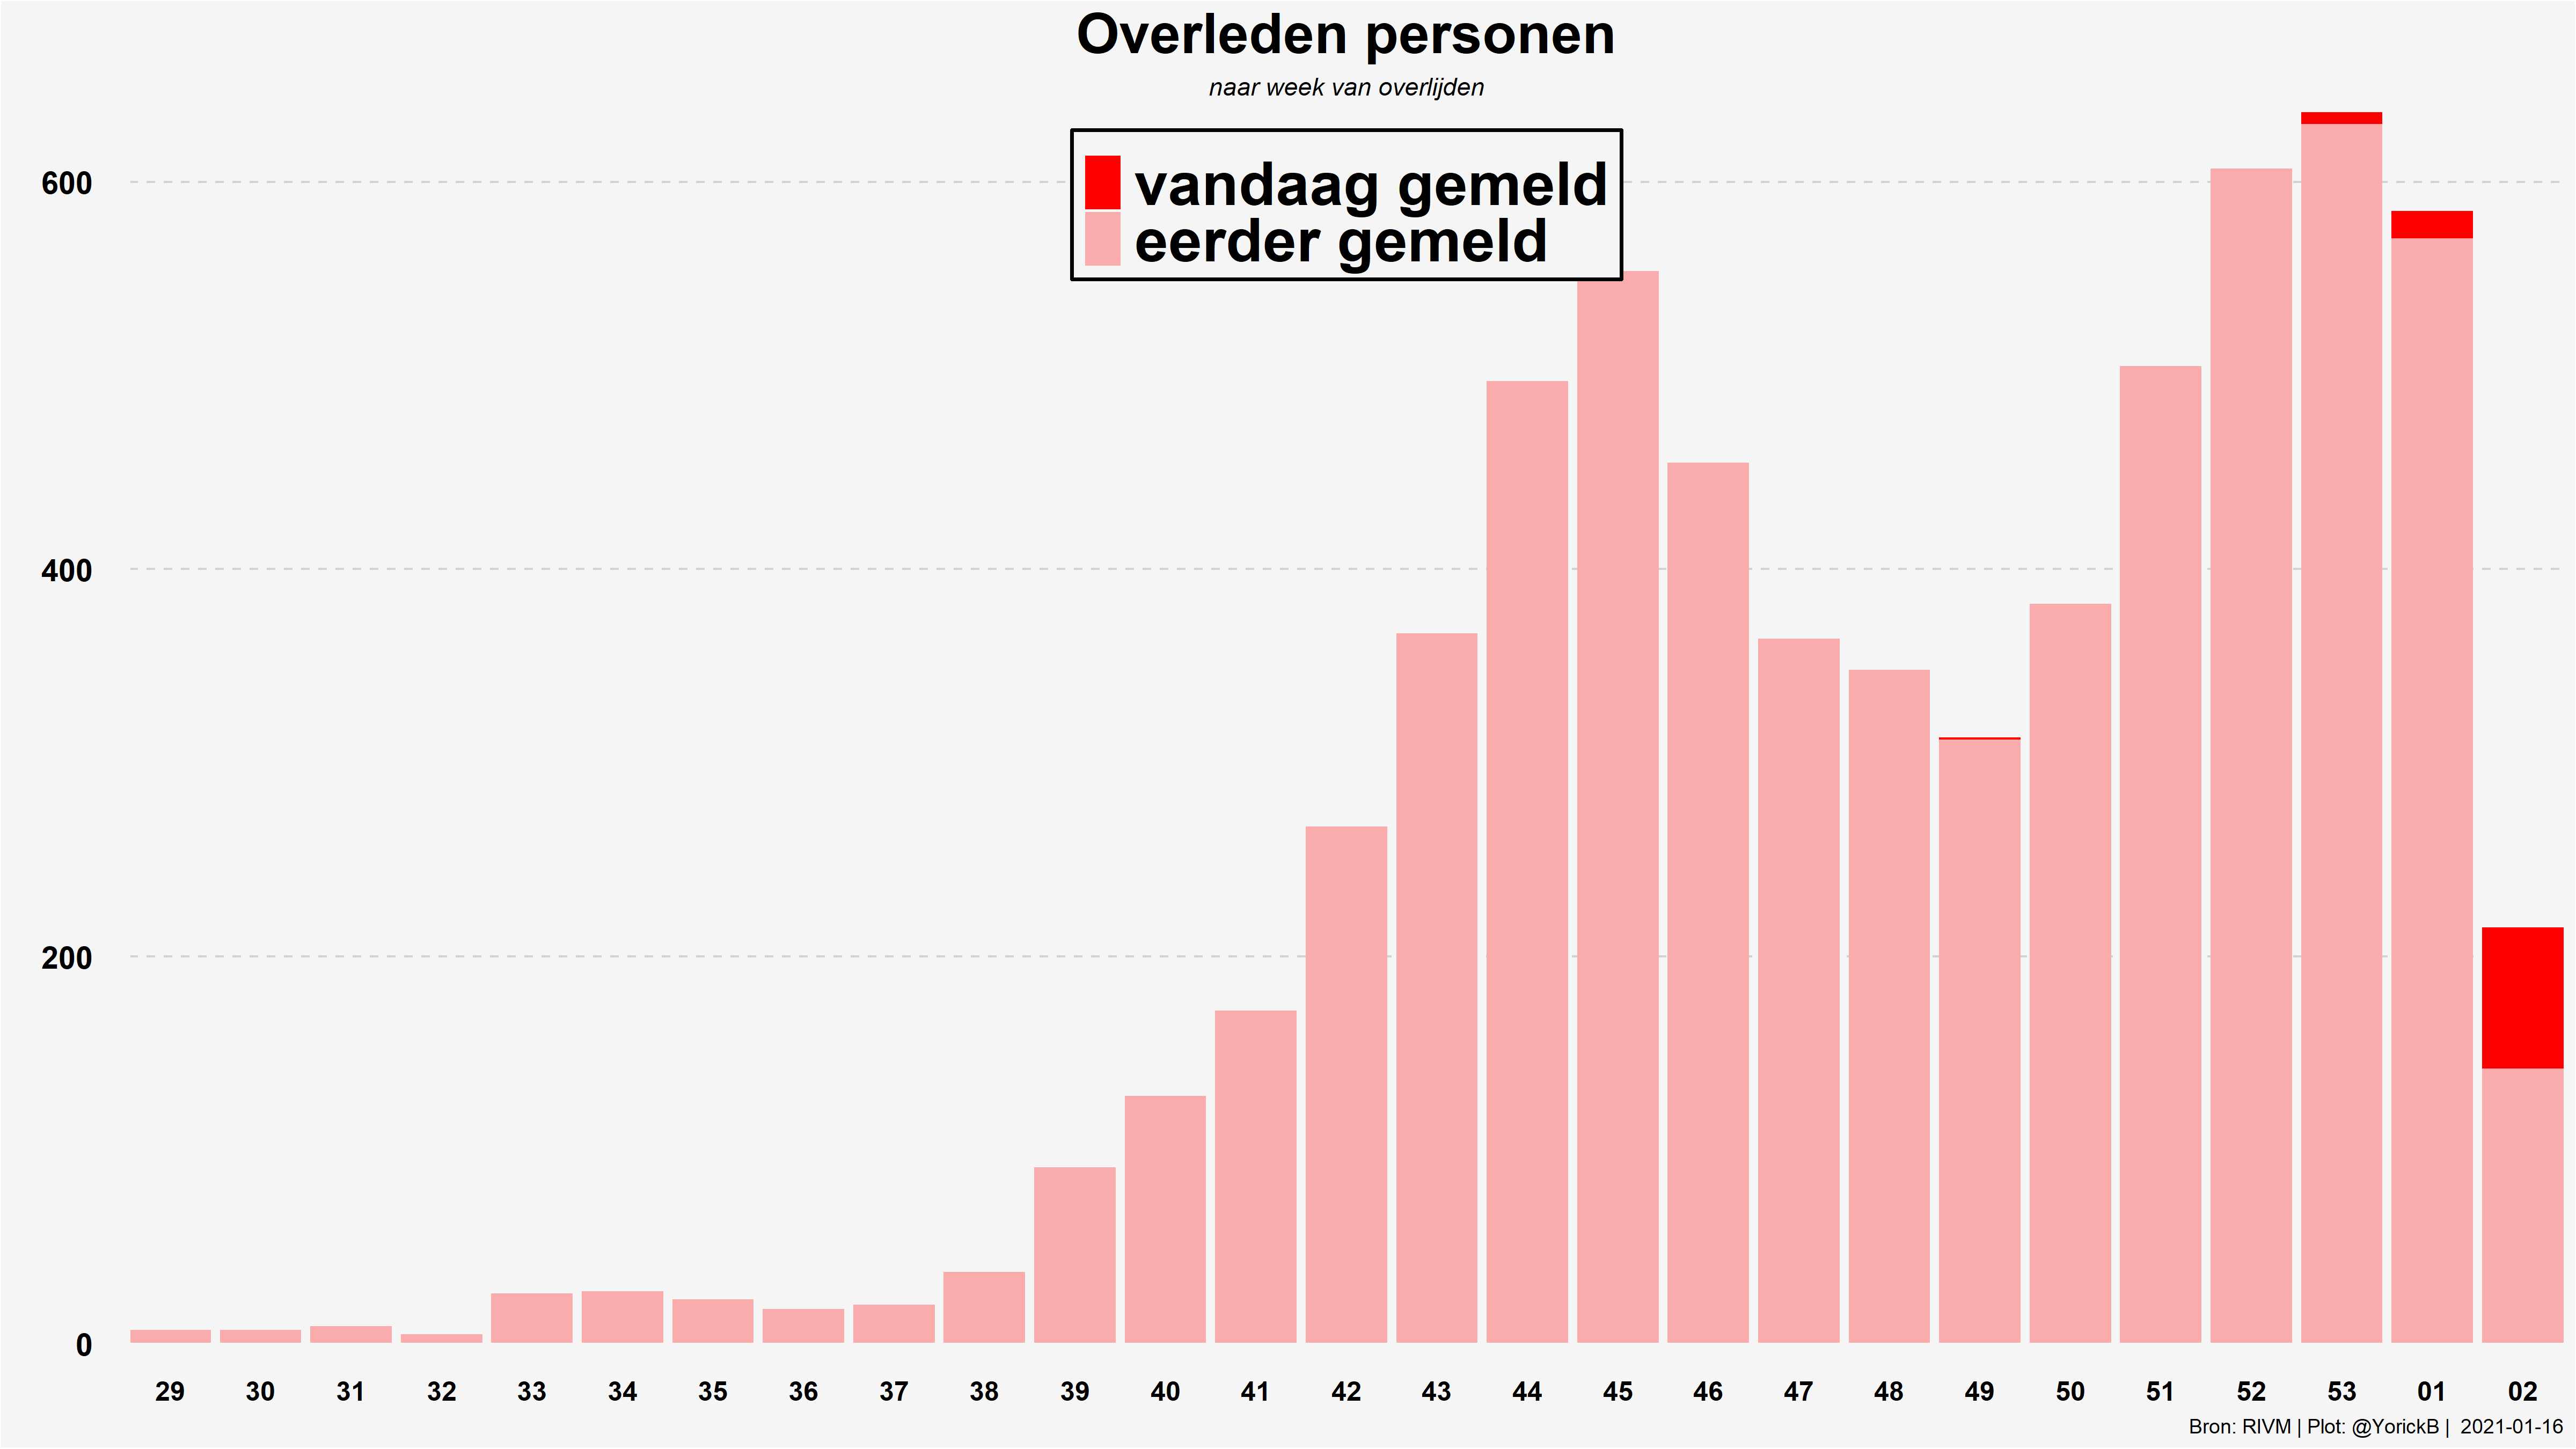 Overleden personen
naar week van overlijden
vandaag gemeld
eerder gemeld
600
400
200
0
29 30 31 32 33 34 35 36 37 38 39 40 41 42 43 44 45 46 47 48 49 50 51 52 53 01 02
Bron: RIVM | Plot: @YorickB | 2021-01-16